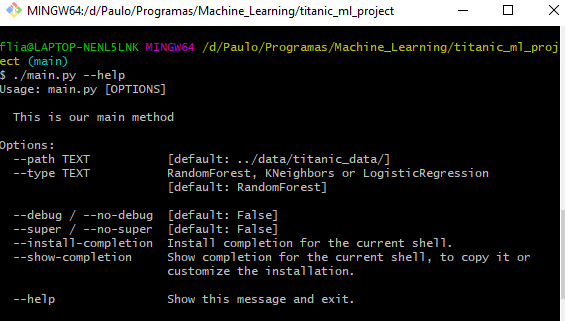 MINGW64:/d/Paulo/Programas/Machine_Learning/titanic_ml_project
flia@LAPTOP-NENL5LNK MINGW64 /d/Paulo/Programas/Machine_Learning/titanic_ml_proj
ect (main)
$ ./main.py --help
Usage: main.py [OPTIONS]
This is our main method
Options:
--path TEXT [default: ../data/titanic_data/]
--type TEXT RandomForest, KNeighbors or LogisticRegression
[default: RandomForest]
--debug / --no-debug [default: False]
--super / --no-super [default: False]
--install-completion Install completion for the current shell.
--show-completion Show completion for the current shell, to copy it or
customize the installation.
--help Show this message and exit.